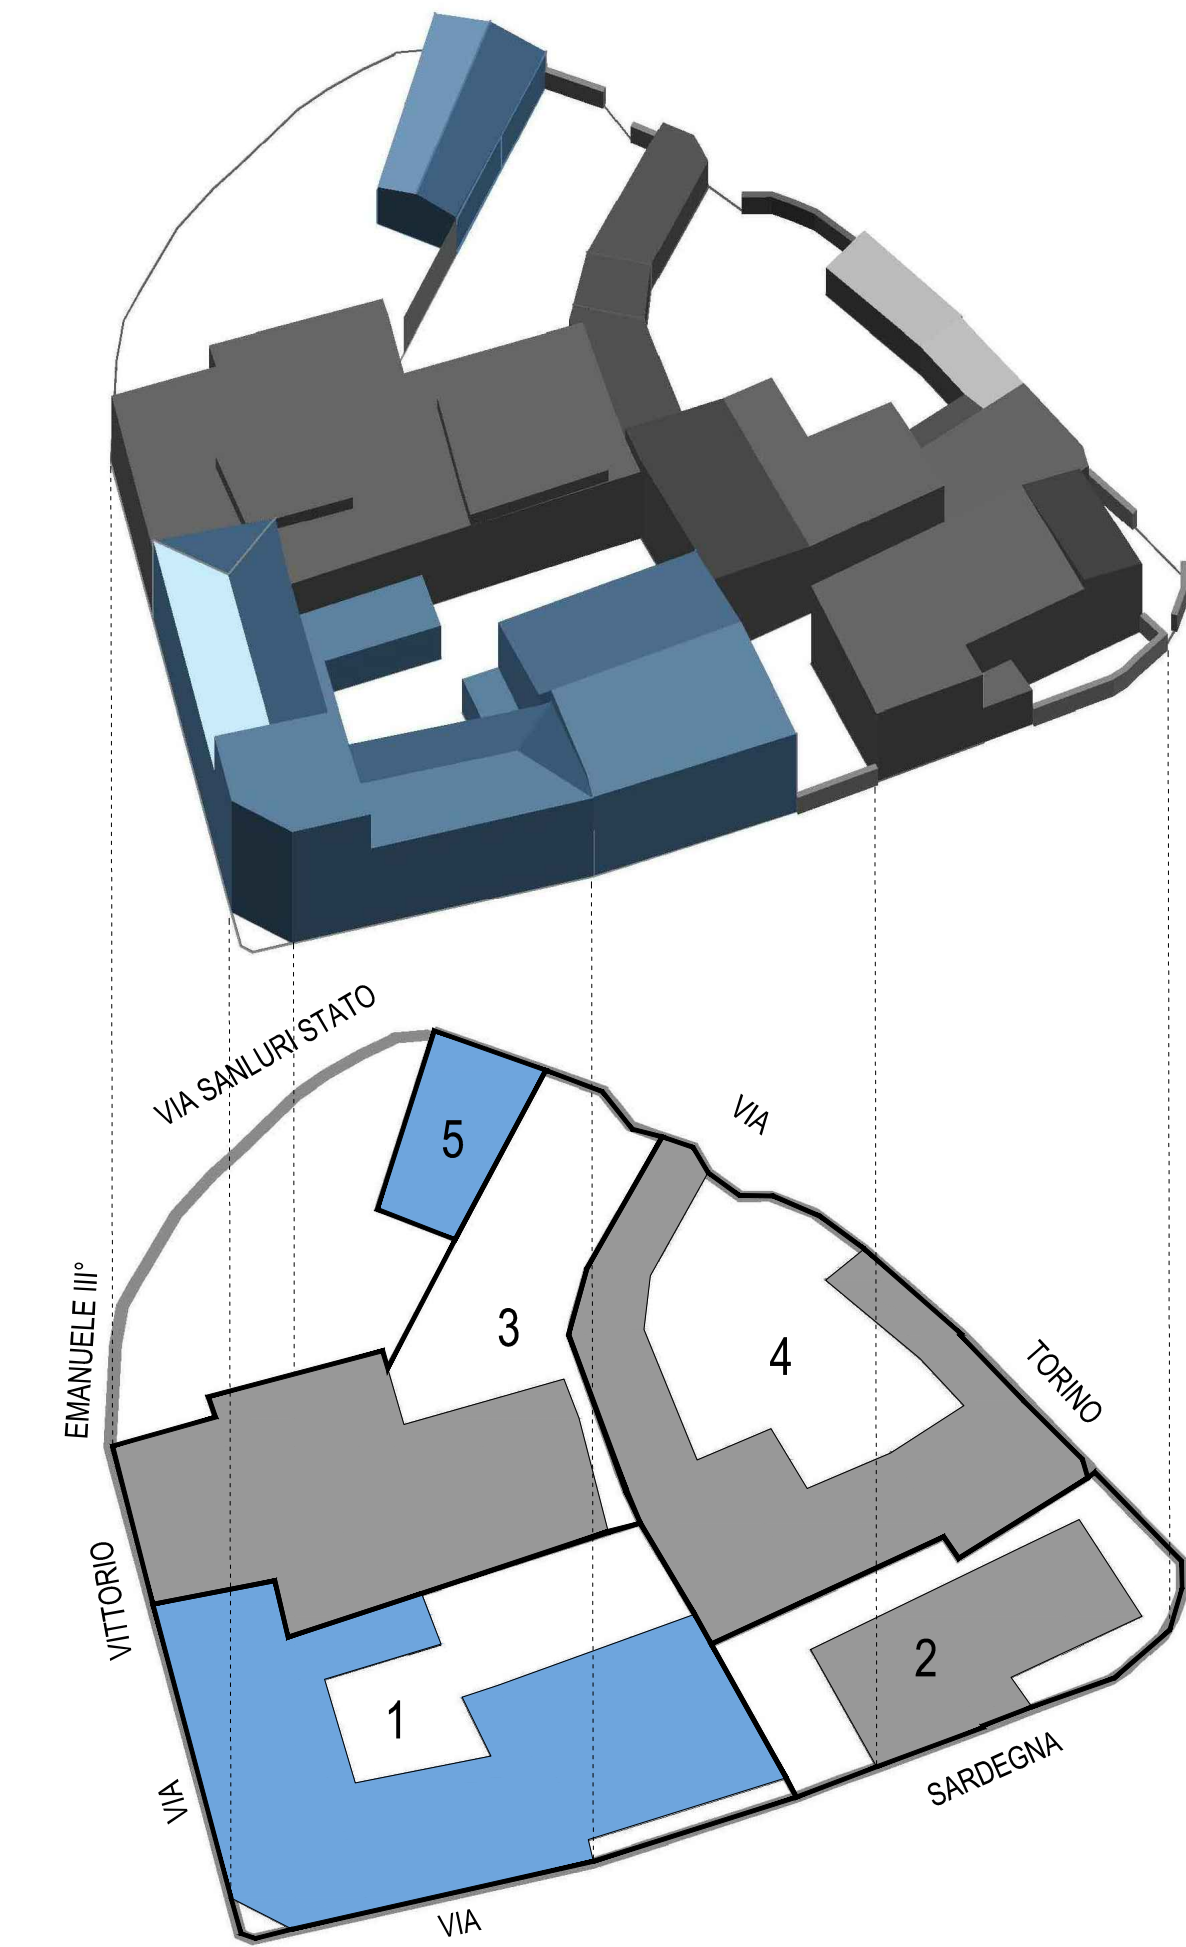 VIA SANLURI STATO
VIA
5
EMANUELE III°
3
4
TORINO
VITTORIO
2
1
SARDEGNA
VIA
VIA